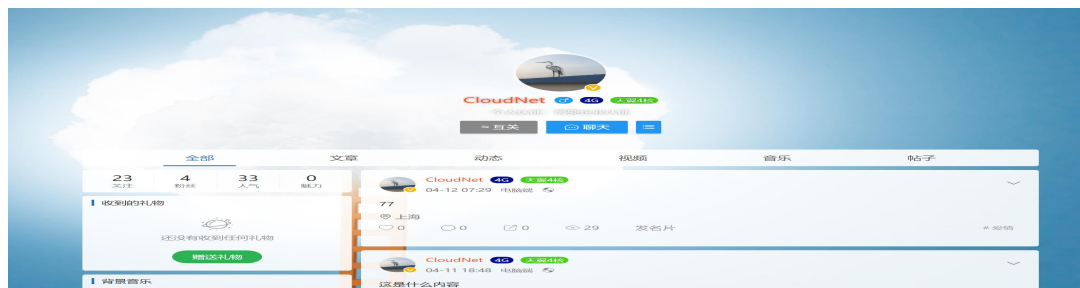 CloudNet 4G 天翼4核
互关 聊天
全部 文章 动态 视频 音乐 帖子
23 4 33 0
关注 粉丝 人气 魅力
收到的礼物
还没有收到任何礼物
赠送礼物
背景音乐
CloudNet 4G 天翼4核
04-12 07:29 电脑端
77
上海
0 0 0 29 发名片 # 爱情
CloudNet 4G 天翼4核
04-11 18:48 电脑端
这是什么内容